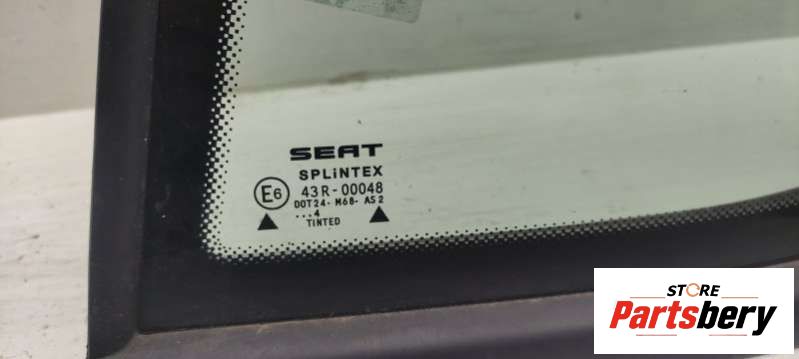 SEAT
SPLiNTEX
E6 43R-00048
DOT24- M68- AS2
...4
TINTED
STORE
Partsbery